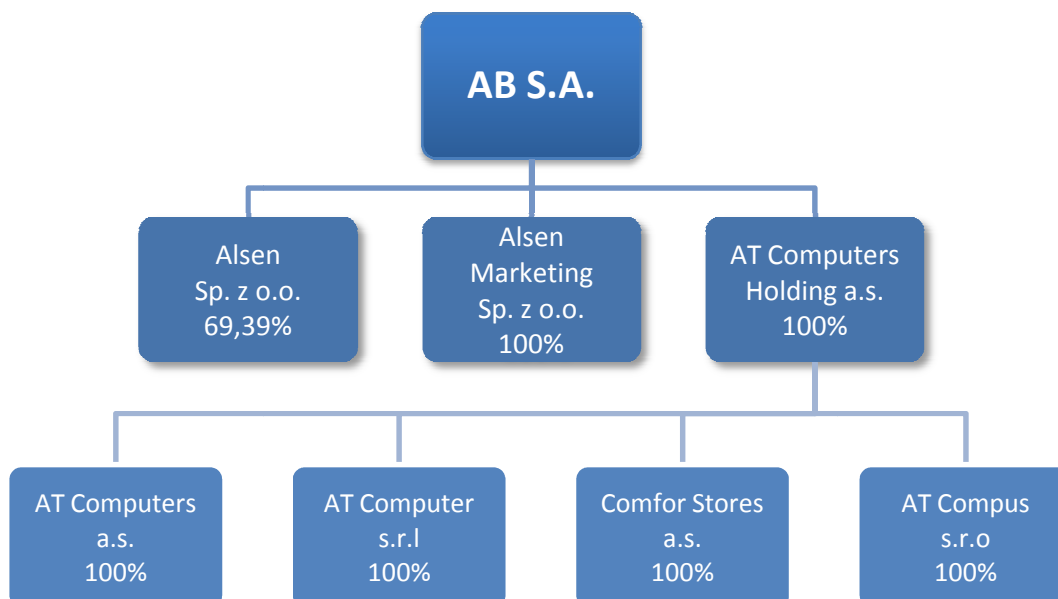 AB S.A.
Alsen
Sp. z o.o.
69,39%
Alsen
Marketing
Sp. z o.o.
100%
AT Computers
Holding a.s.
100%
AT Computers
a.s.
100%
AT Computer
s.r.l
100%
Comfor Stores
a.s.
100%
AT Compus
s.r.o
100%